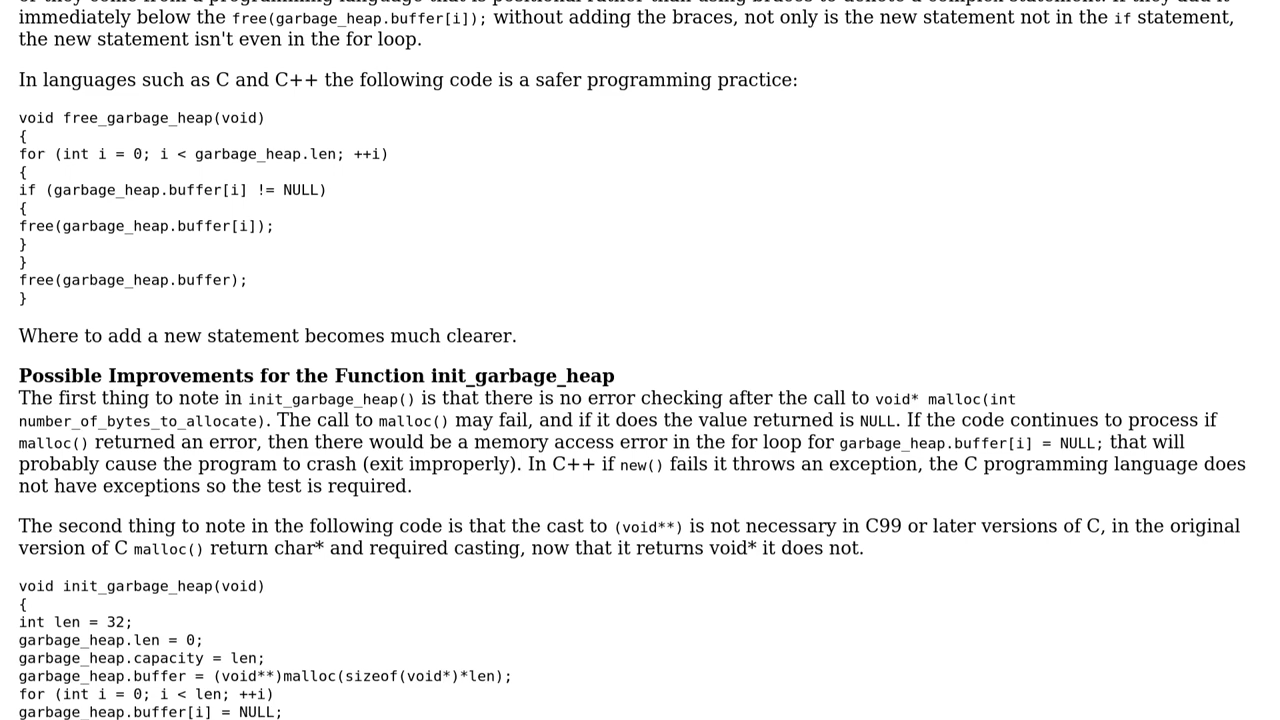 immediately below the free(garbage_heap.buffer[i]); without adding the braces, not only is the new statement not in the if statement,
the new statement isn't even in the for loop.
In languages such as C and C++ the following code is a safer programming practice:
void free_garbage_heap(void)
{
for (int i = 0; i < garbage_heap.len; ++i)
{
if (garbage_heap.buffer[i] != NULL)
{
free(garbage_heap.buffer[i]);
}
}
free(garbage_heap.buffer);
}
Where to add a new statement becomes much clearer.
Possible Improvements for the Function init_garbage_heap
The first thing to note in init_garbage_heap() is that there is no error checking after the call to void* malloc(int
number_of_bytes_to_allocate). The call to malloc() may fail, and if it does the value returned is NULL. If the code continues to process if
malloc() returned an error, then there would be a memory access error in the for loop for garbage_heap.buffer[i] = NULL; that will
probably cause the program to crash (exit improperly). In C++ if new() fails it throws an exception, the C programming language does
not have exceptions so the test is required.
The second thing to note in the following code is that the cast to (void**) is not necessary in C99 or later versions of C, in the original
version of C malloc() return char* and required casting, now that it returns void* it does not.
void init_garbage_heap(void)
{
int len = 32;
garbage_heap.len = 0;
garbage_heap.capacity = len;
garbage_heap.buffer = (void**)malloc(sizeof(void*)*len);
for (int i = 0; i < len; ++i)
garbage_heap.buffer[i] = NULL;